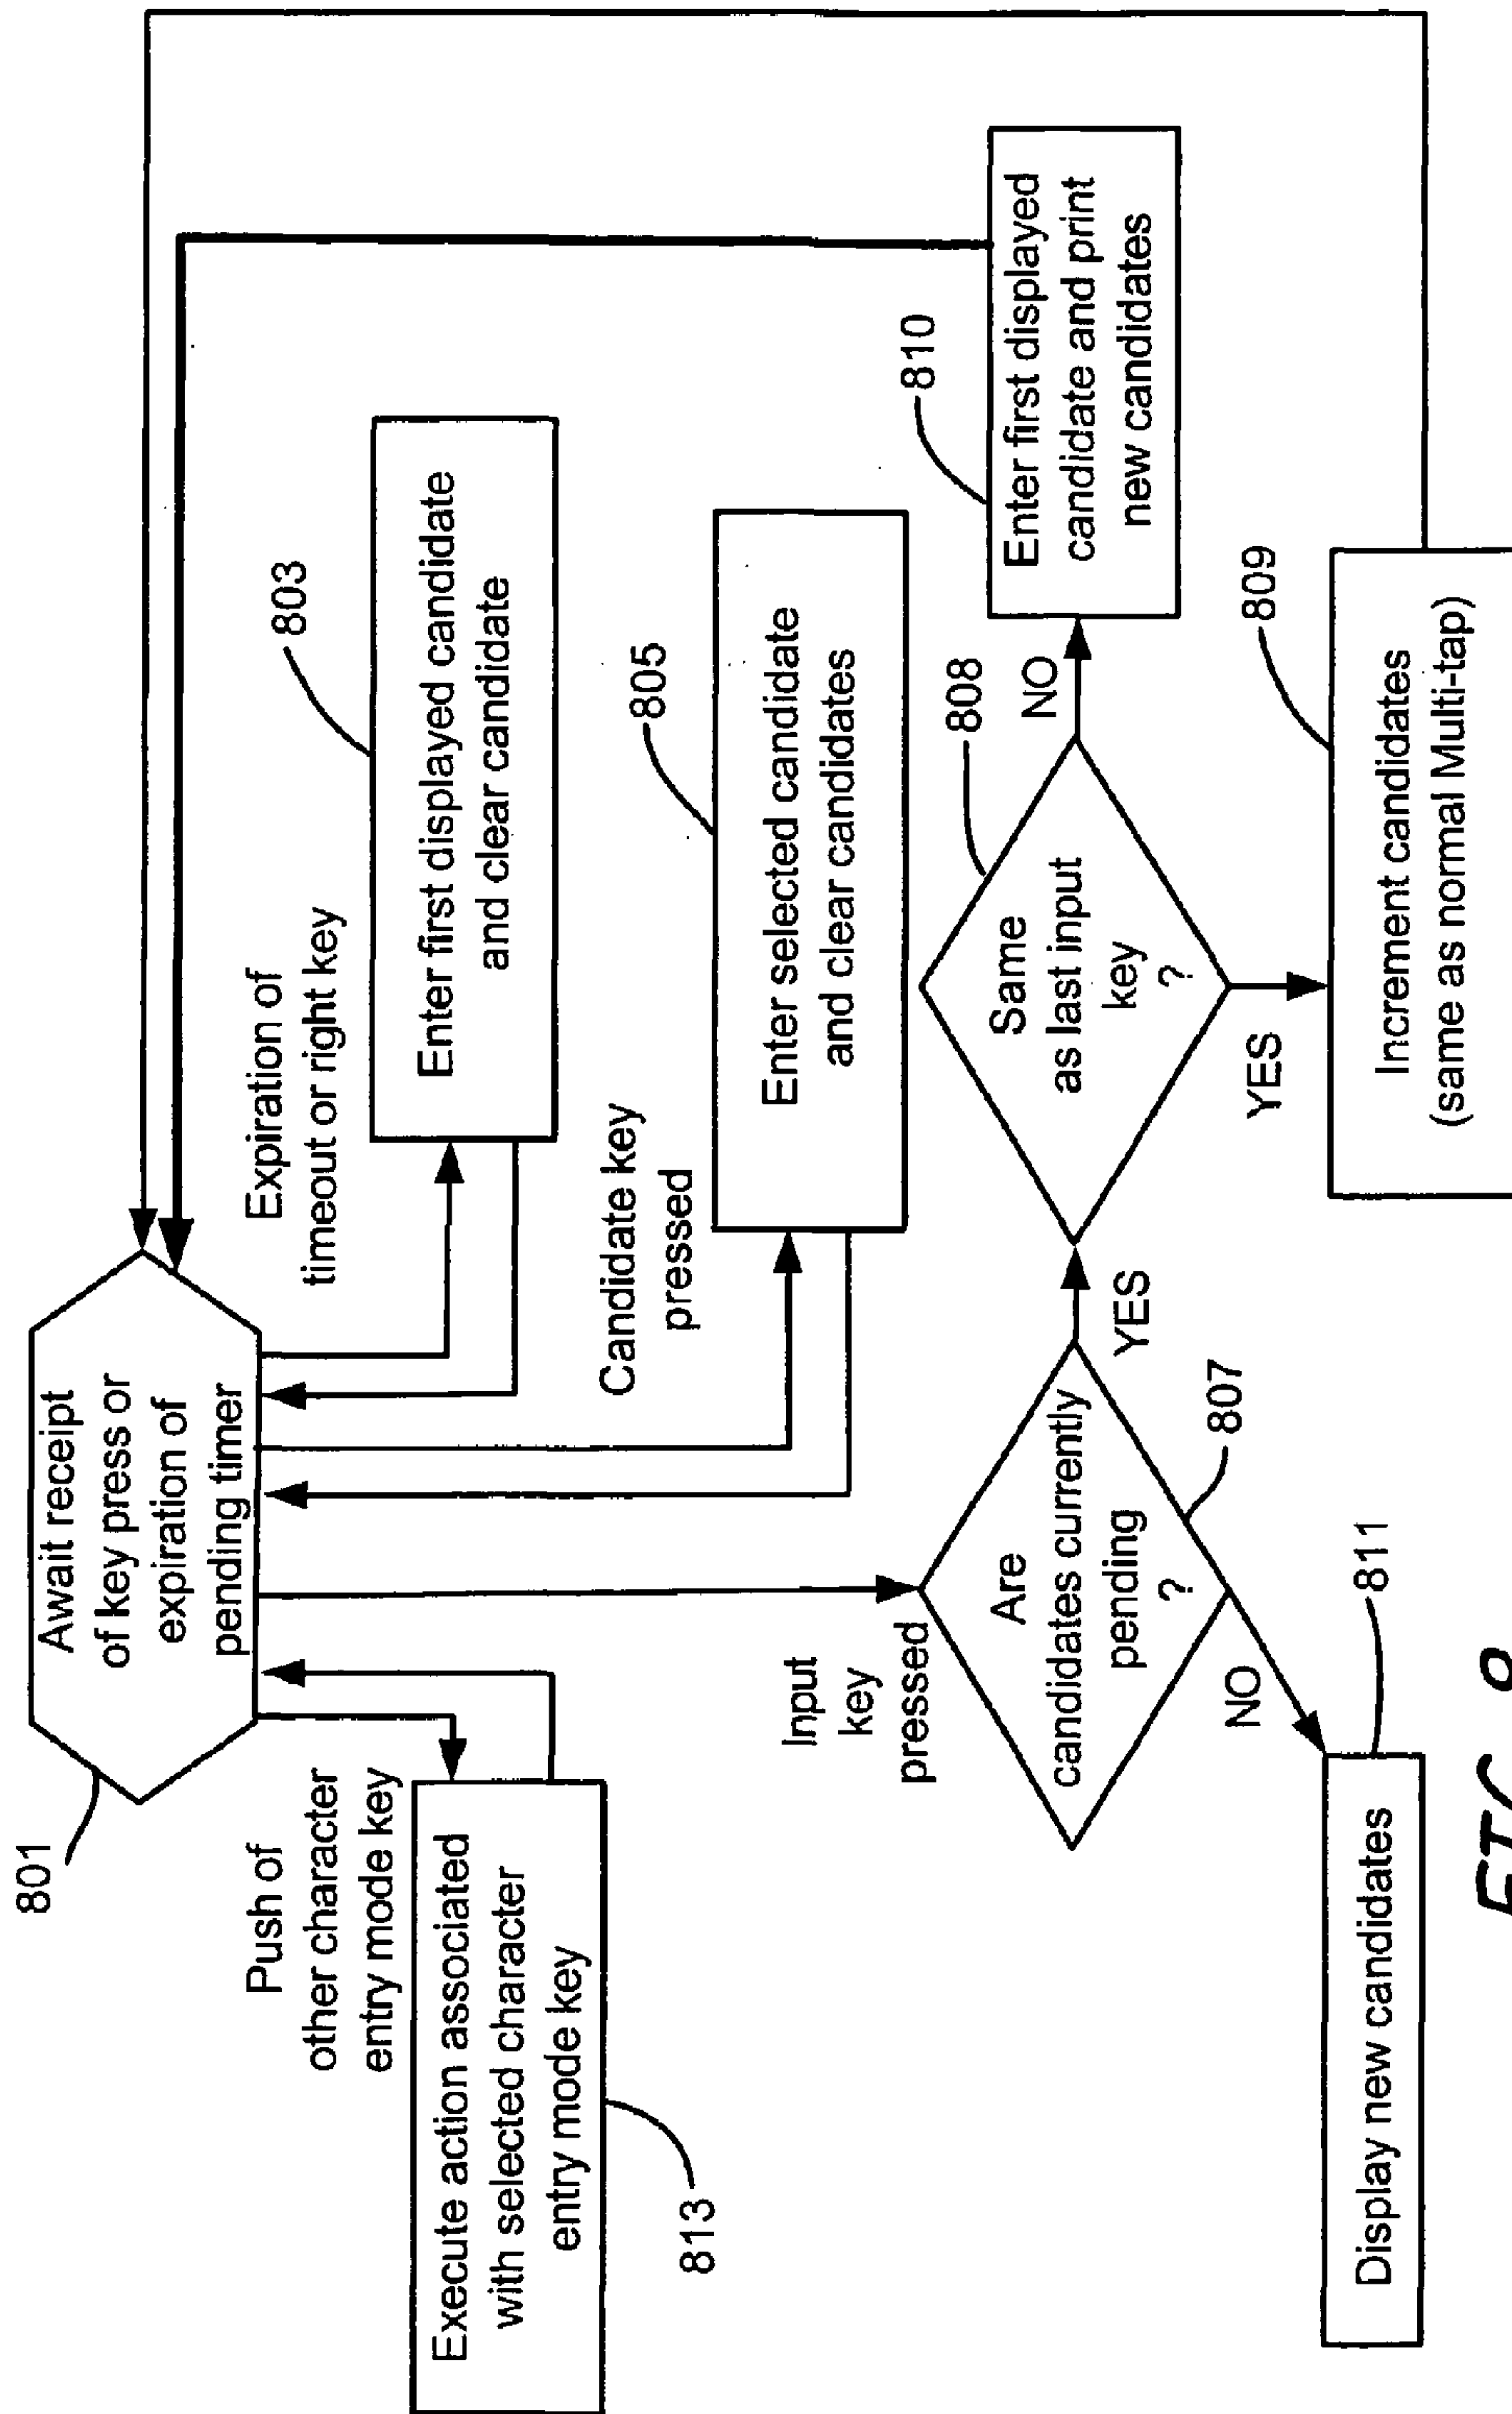 801
Await receipt
of key press or
expiration of
pending timer
Push of
other character
entry mode key
Execute action associated
with selected character
entry mode key
813
Expiration of
timeout or right key
803
Enter first displayed candidate
and clear candidate
Candidate key
pressed
805
Enter selected candidate
and clear candidates
Input
key
pressed
Are
candidates currently
pending
?
807
YES
NO
811
Display new candidates
808
Same
as last input
key
?
NO
YES
810
Enter first displayed
candidate and print
new candidates
809
Increment candidates
(same as normal Multi-tap)
FIG. 8